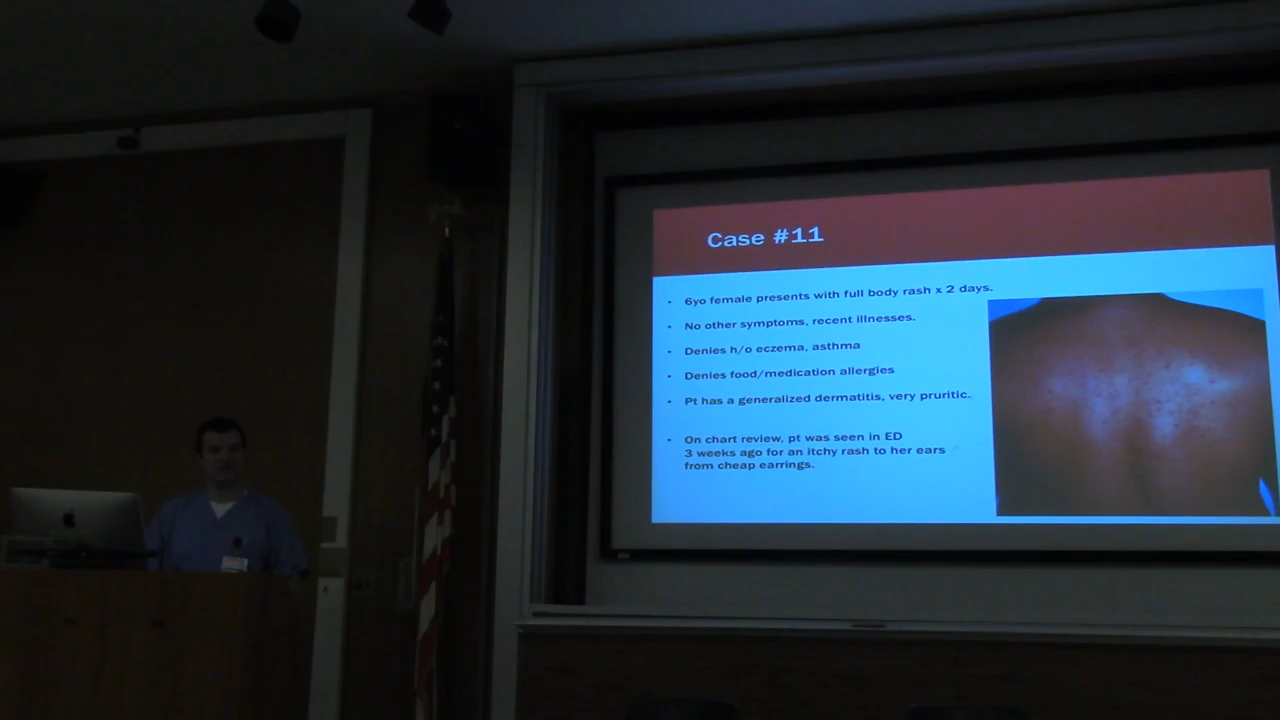 Case #11
6yo female presents with full body rash x 2 days.
No other symptoms, recent illnesses.
Denies h/o eczema, asthma
Denies food/medication allergies
Pt has a generalized dermatitis, very pruritic.
On chart review, pt was seen in ED
3 weeks ago for an itchy rash to her ears
from cheap earrings.